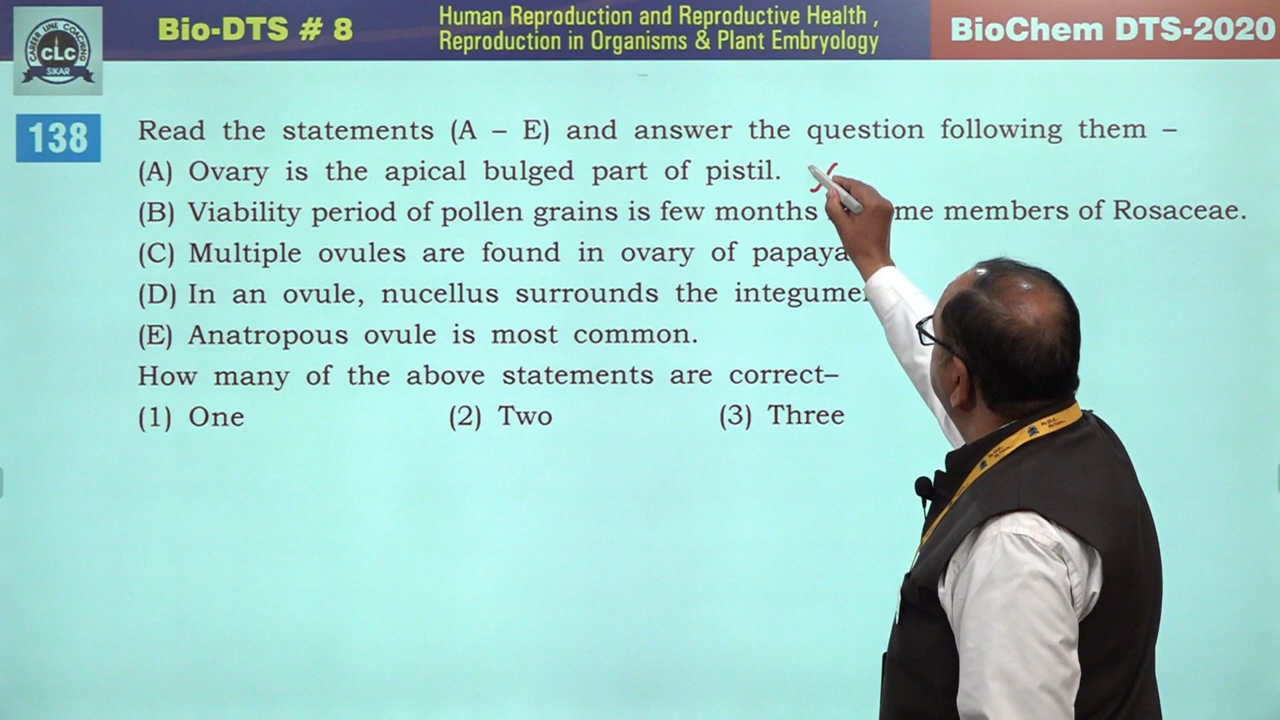 CAREER LINE COACHING
CLC
SIKAR
Bio-DTS # 8
Human Reproduction and Reproductive Health ,
Reproduction in Organisms & Plant Embryology
BioChem DTS-2020
138
Read the statements (A – E) and answer the question following them –
(A) Ovary is the apical bulged part of pistil.
(B) Viability period of pollen grains is few months me members of Rosaceae.
(C) Multiple ovules are found in ovary of papaya
(D) In an ovule, nucellus surrounds the
(E) Anatropous ovule is most common.
How many of the above statements are correct–
(1) One (2) Two (3) Three